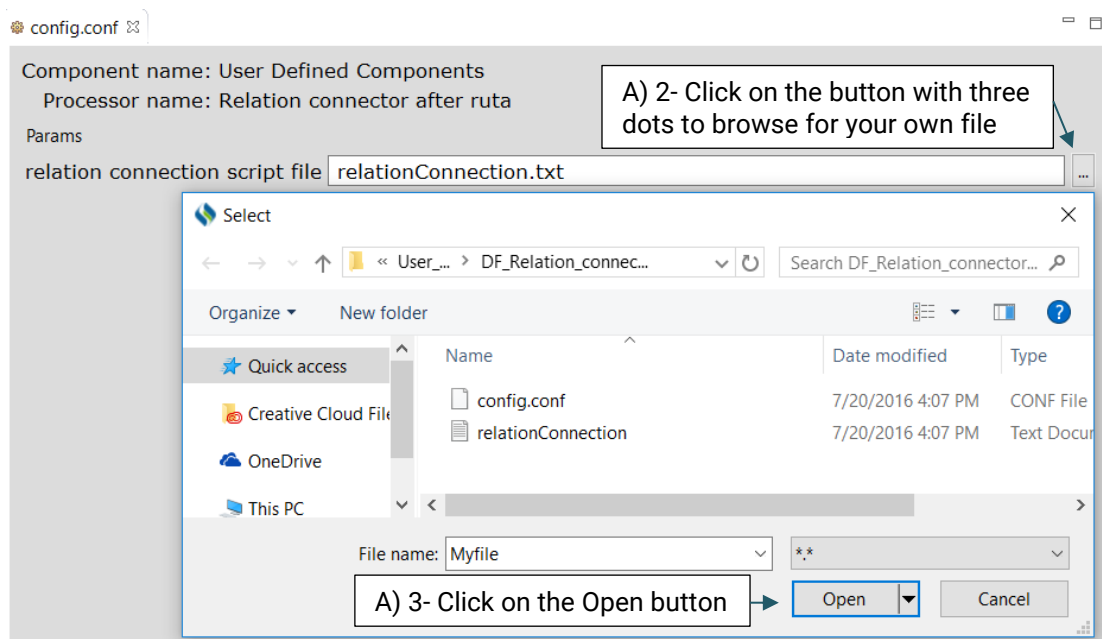 config.conf
Component name: User Defined Components
Processor name: Relation connector after ruta
Params
A) 2- Click on the button with three
dots to browse for your own file
relation connection script file relationConnection.txt ...
Select
« User_... > DF_Relation_connec... Search DF_Relation_connector...
Organize New folder ?
Name Date modified Type
Quick access
config.conf 7/20/2016 4:07 PM CONF File
Creative Cloud File
relationConnection 7/20/2016 4:07 PM Text Docur
OneDrive
This PC
File name: Myfile *.*
A) 3- Click on the Open button Open Cancel